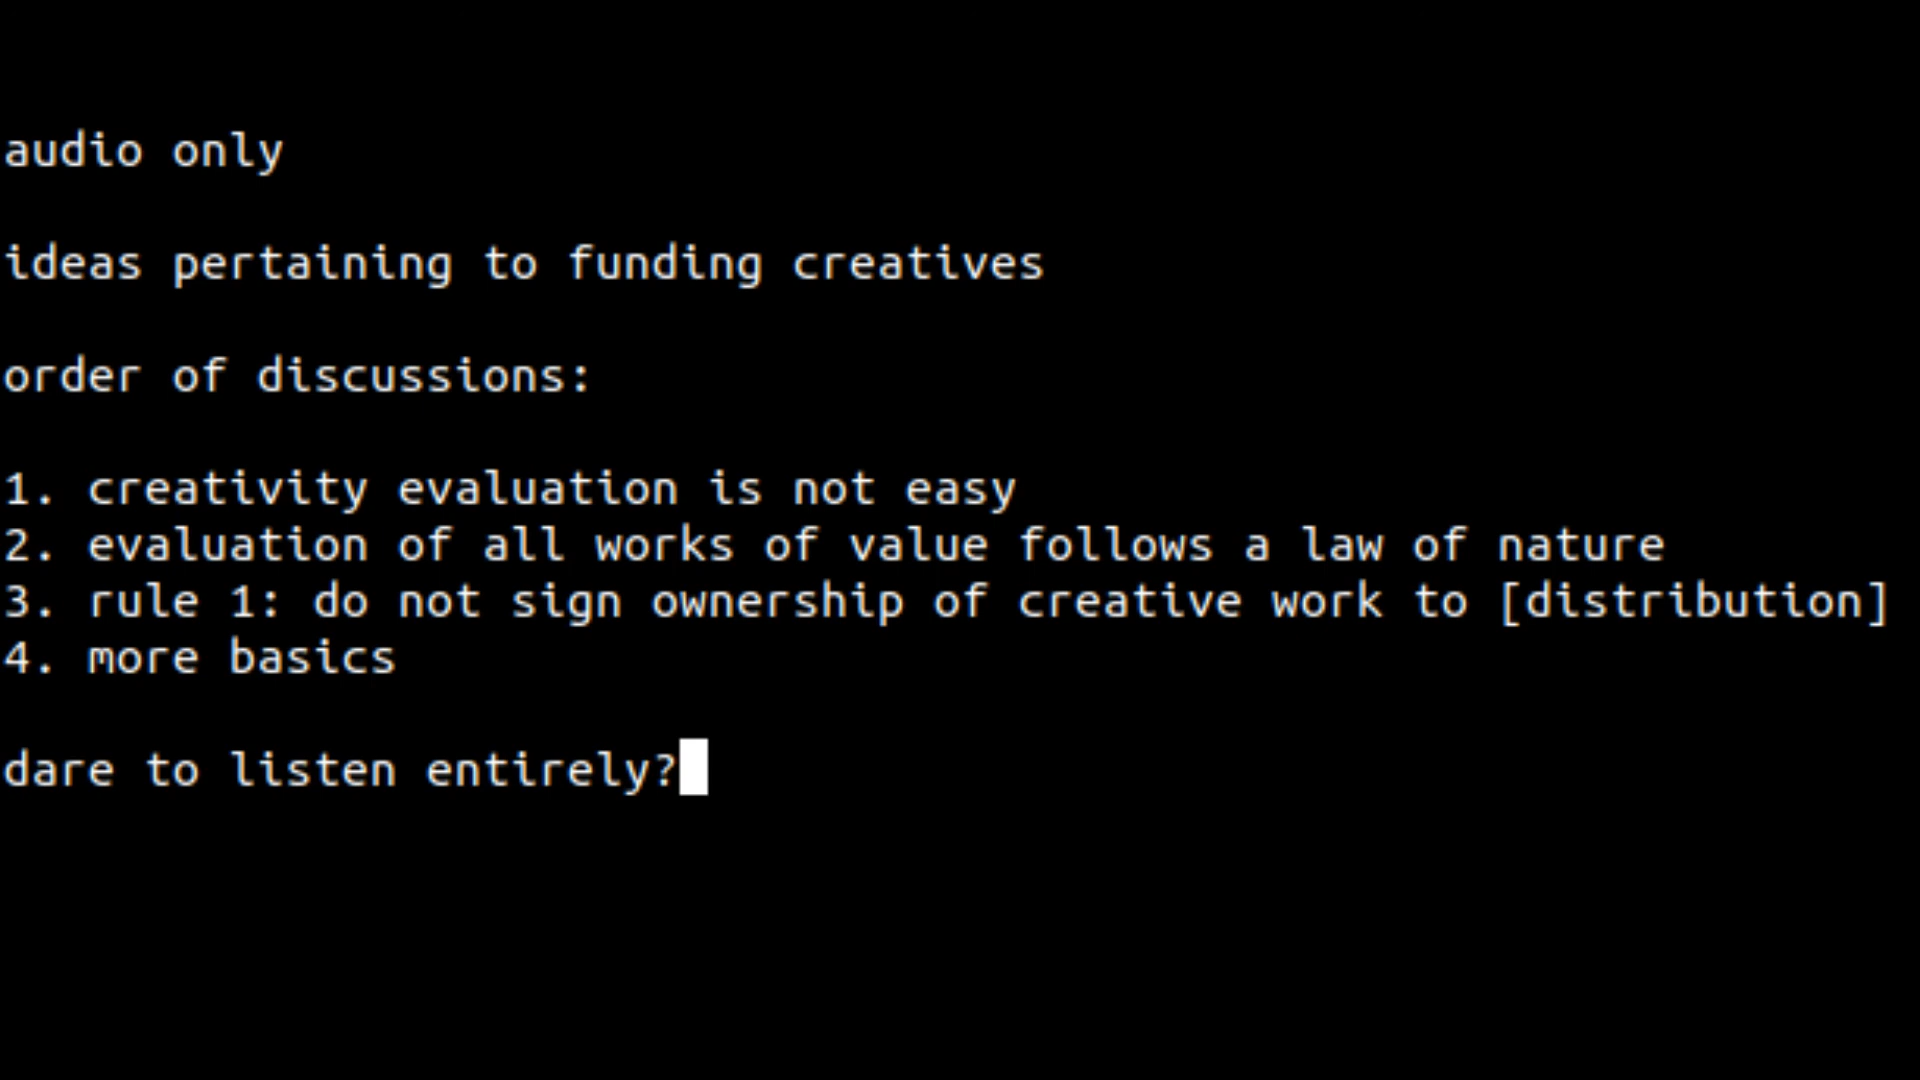 audio only
ideas pertaining to funding creatives
order of discussions:
1. creativity evaluation is not easy
2. evaluation of all works of value follows a law of nature
3. rule 1: do not sign ownership of creative work to [distribution]
4. more basics
dare to listen entirely?